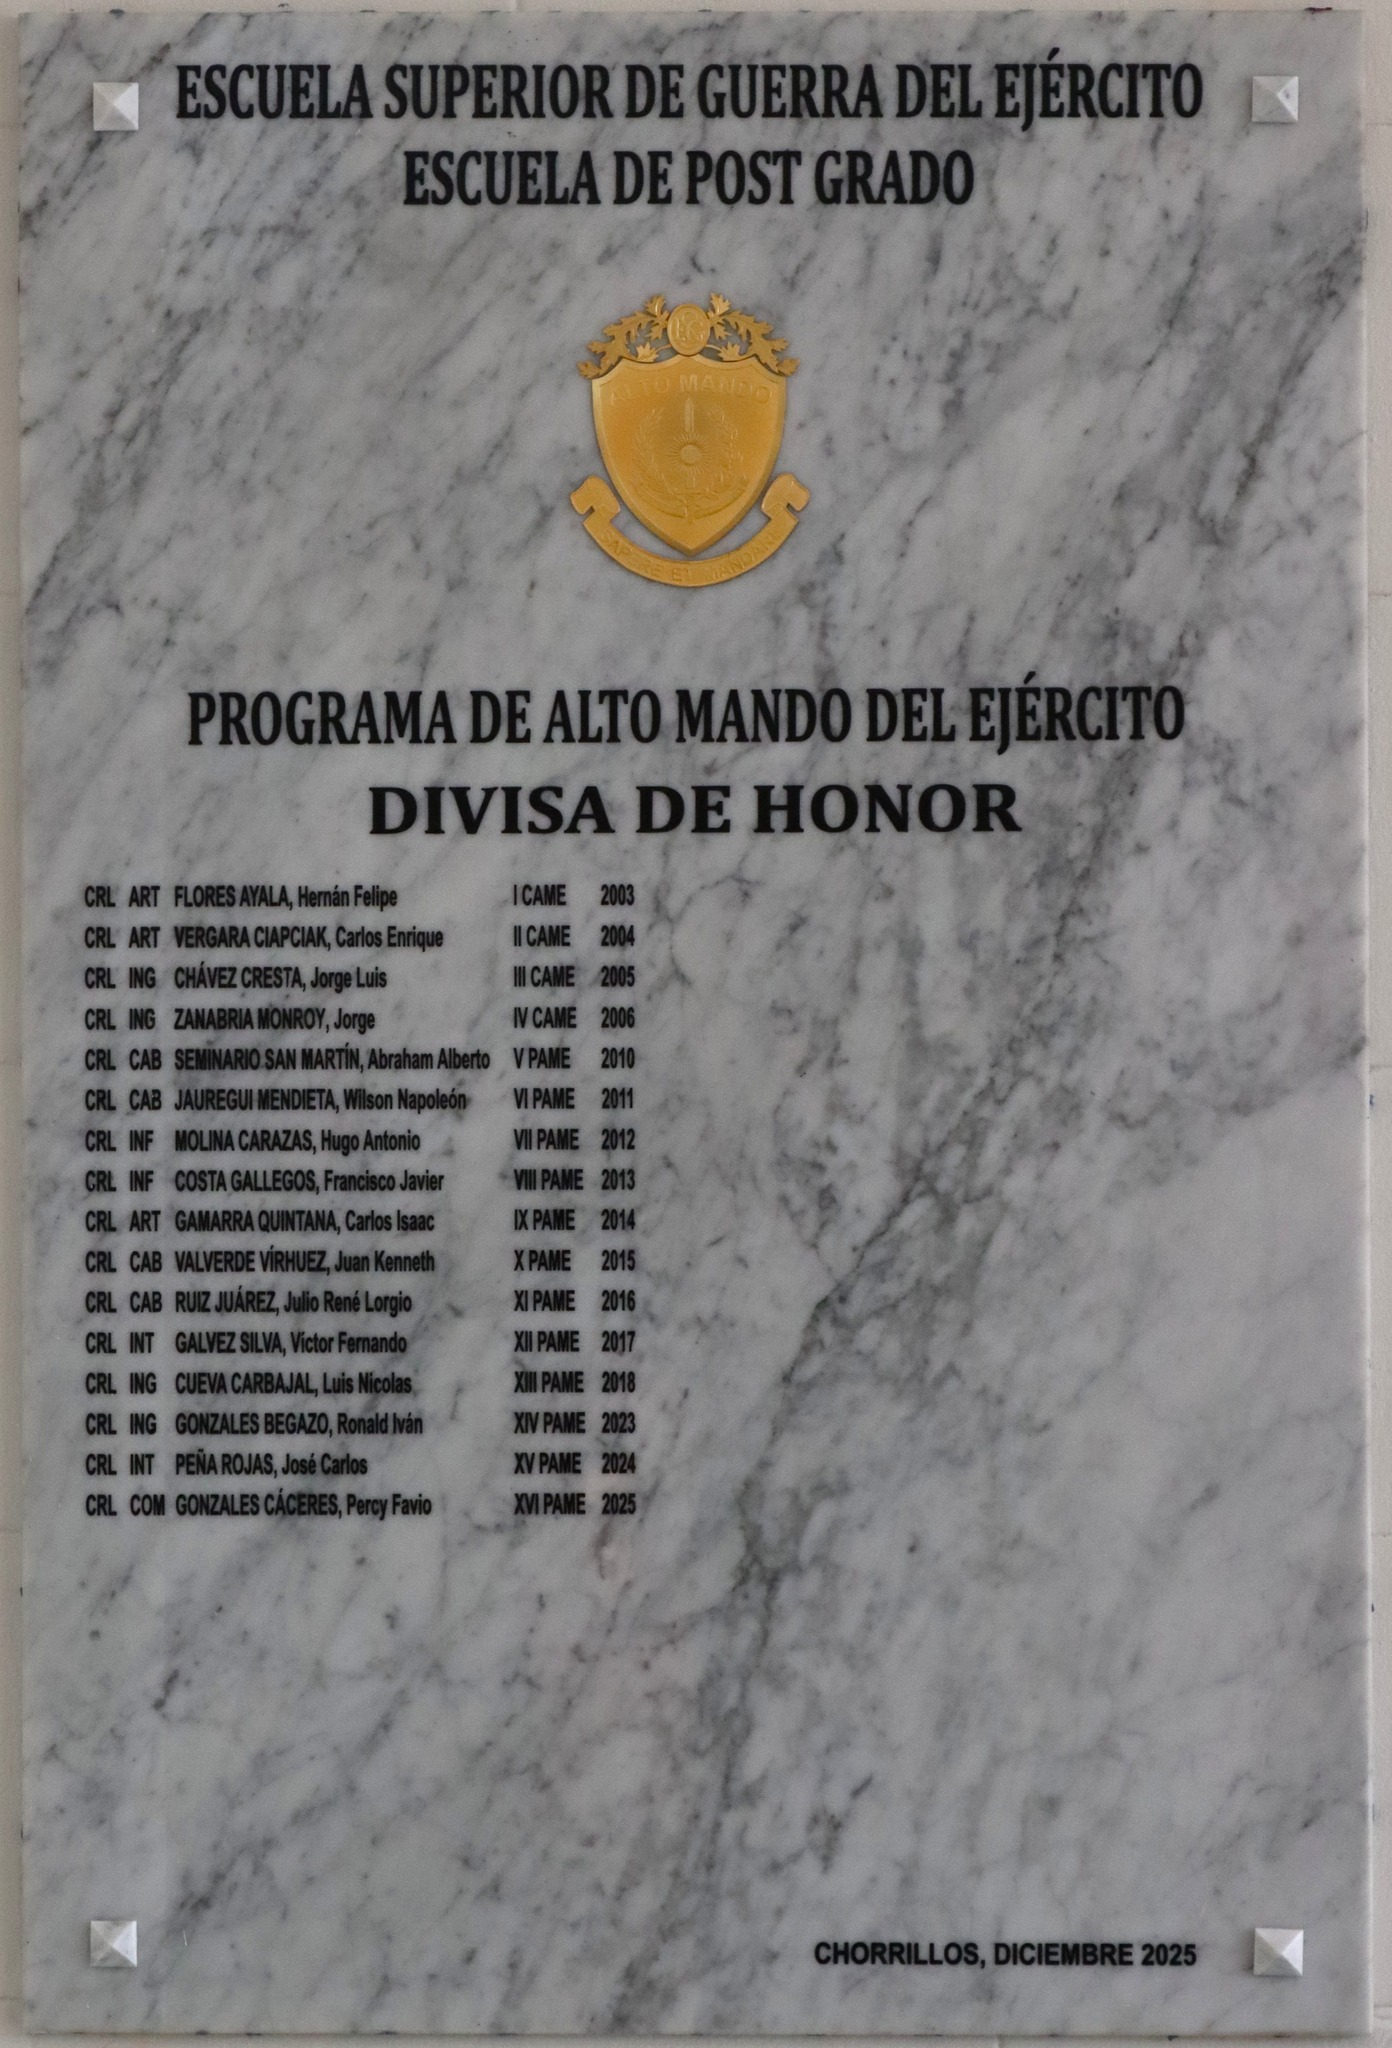 ESCUELA SUPERIOR DE GUERRA DEL EJÉRCITO
ESCUELA DE POST GRADO
EG
ALTO MANDO
SAPERE ET MANDARE
PROGRAMA DE ALTO MANDO DEL EJÉRCITO
DIVISA DE HONOR
CRL ART FLORES AYALA, Hernán Felipe I CAME 2003
CRL ART VERGARA CIAPCIAK, Carlos Enrique II CAME 2004
CRL ING CHÁVEZ CRESTA, Jorge Luis III CAME 2005
CRL ING ZANABRIA MONROY, Jorge IV CAME 2006
CRL CAB SEMINARIO SAN MARTÍN, Abraham Alberto V PAME 2010
CRL CAB JAUREGUI MENDIETA, Wilson Napoleón VI PAME 2011
CRL INF MOLINA CARAZAS, Hugo Antonio VII PAME 2012
CRL INF COSTA GALLEGOS, Francisco Javier VIII PAME 2013
CRL ART GAMARRA QUINTANA, Carlos Isaac IX PAME 2014
CRL CAB VALVERDE VÍRHUEZ, Juan Kenneth X PAME 2015
CRL CAB RUIZ JUÁREZ, Julio René Lorgio XI PAME 2016
CRL INT GALVEZ SILVA, Víctor Fernando XII PAME 2017
CRL ING CUEVA CARBAJAL, Luis Nicolas XIII PAME 2018
CRL ING GONZALES BEGAZO, Ronald Iván XIV PAME 2023
CRL INT PEÑA ROJAS, José Carlos XV PAME 2024
CRL COM GONZALES CÁCERES, Percy Favio XVI PAME 2025
CHORRILLOS, DICIEMBRE 2025